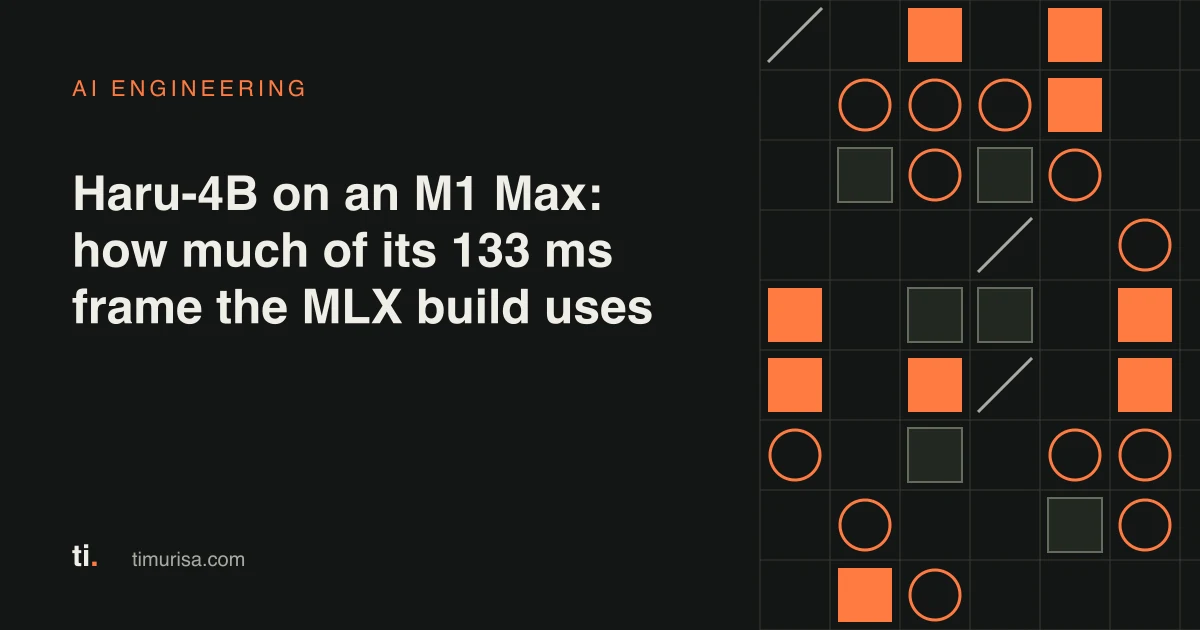 AI ENGINEERING
Haru-4B on an M1 Max:
how much of its 133 ms
frame the MLX build uses
ti.
timurisa.com